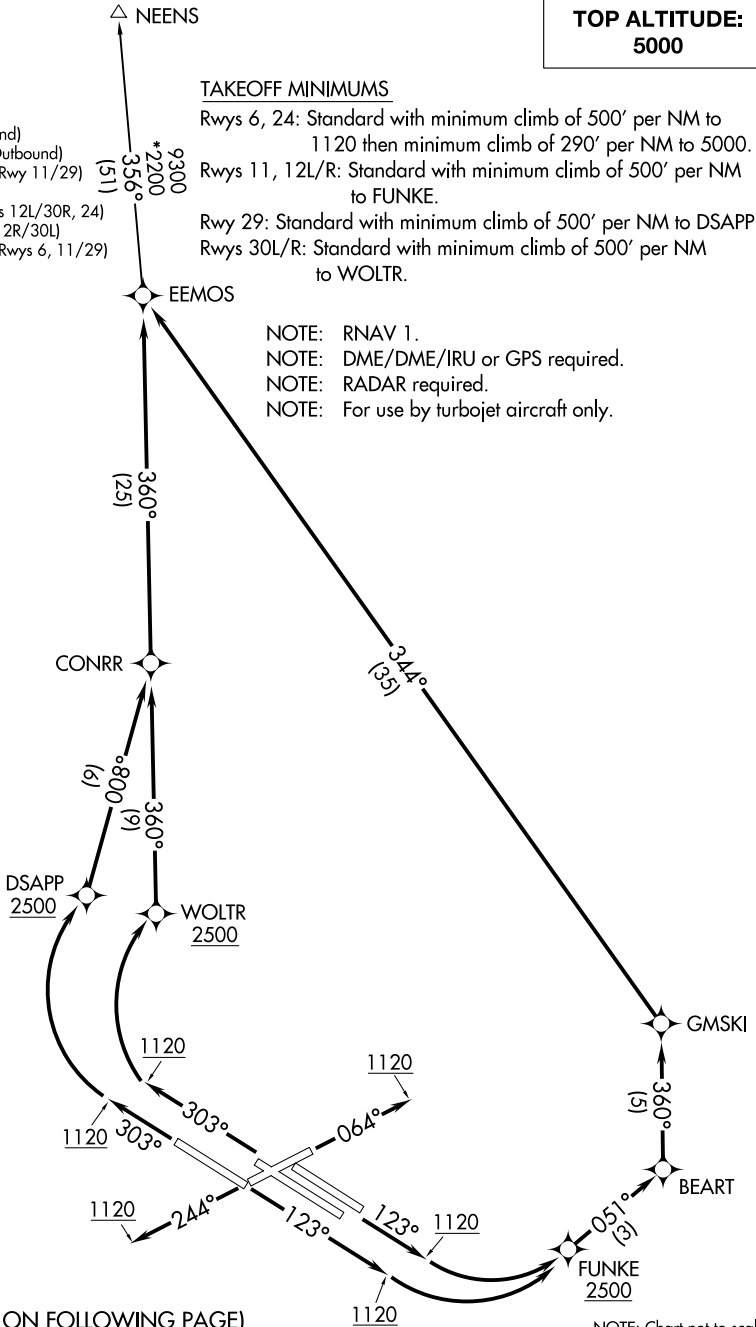 NEENS
TOP ALTITUDE:
5000
TAKEOFF MINIMUMS
Rwys 6, 24: Standard with minimum climb of 500' per NM to
1120 then minimum climb of 290' per NM to 5000.
Rwys 11, 12L/R: Standard with minimum climb of 500' per NM
to FUNKE.
Rwy 29: Standard with minimum climb of 500' per NM to DSAPP
Rwys 30L/R: Standard with minimum climb of 500' per NM
to WOLTR.
nd)
utbound)
Rwy 11/29)
s 12L/30R, 24)
2R/30L)
Rwys 6, 11/29)
9300
*2200
356°
(51)
EEMOS
NOTE: RNAV 1.
NOTE: DME/DME/IRU or GPS required.
NOTE: RADAR required.
NOTE: For use by turbojet aircraft only.
360°
(25)
344°
(35)
CONRR
008°
(9)
360°
(9)
DSAPP
2500
WOLTR
2500
GMSKI
360°
(5)
BEART
1120
303°
1120
303°
1120
064°
1120
244°
123°
1120
123°
1120
051°
(3)
FUNKE
2500
ON FOLLOWING PAGE)
NOTE: Chart not to scal